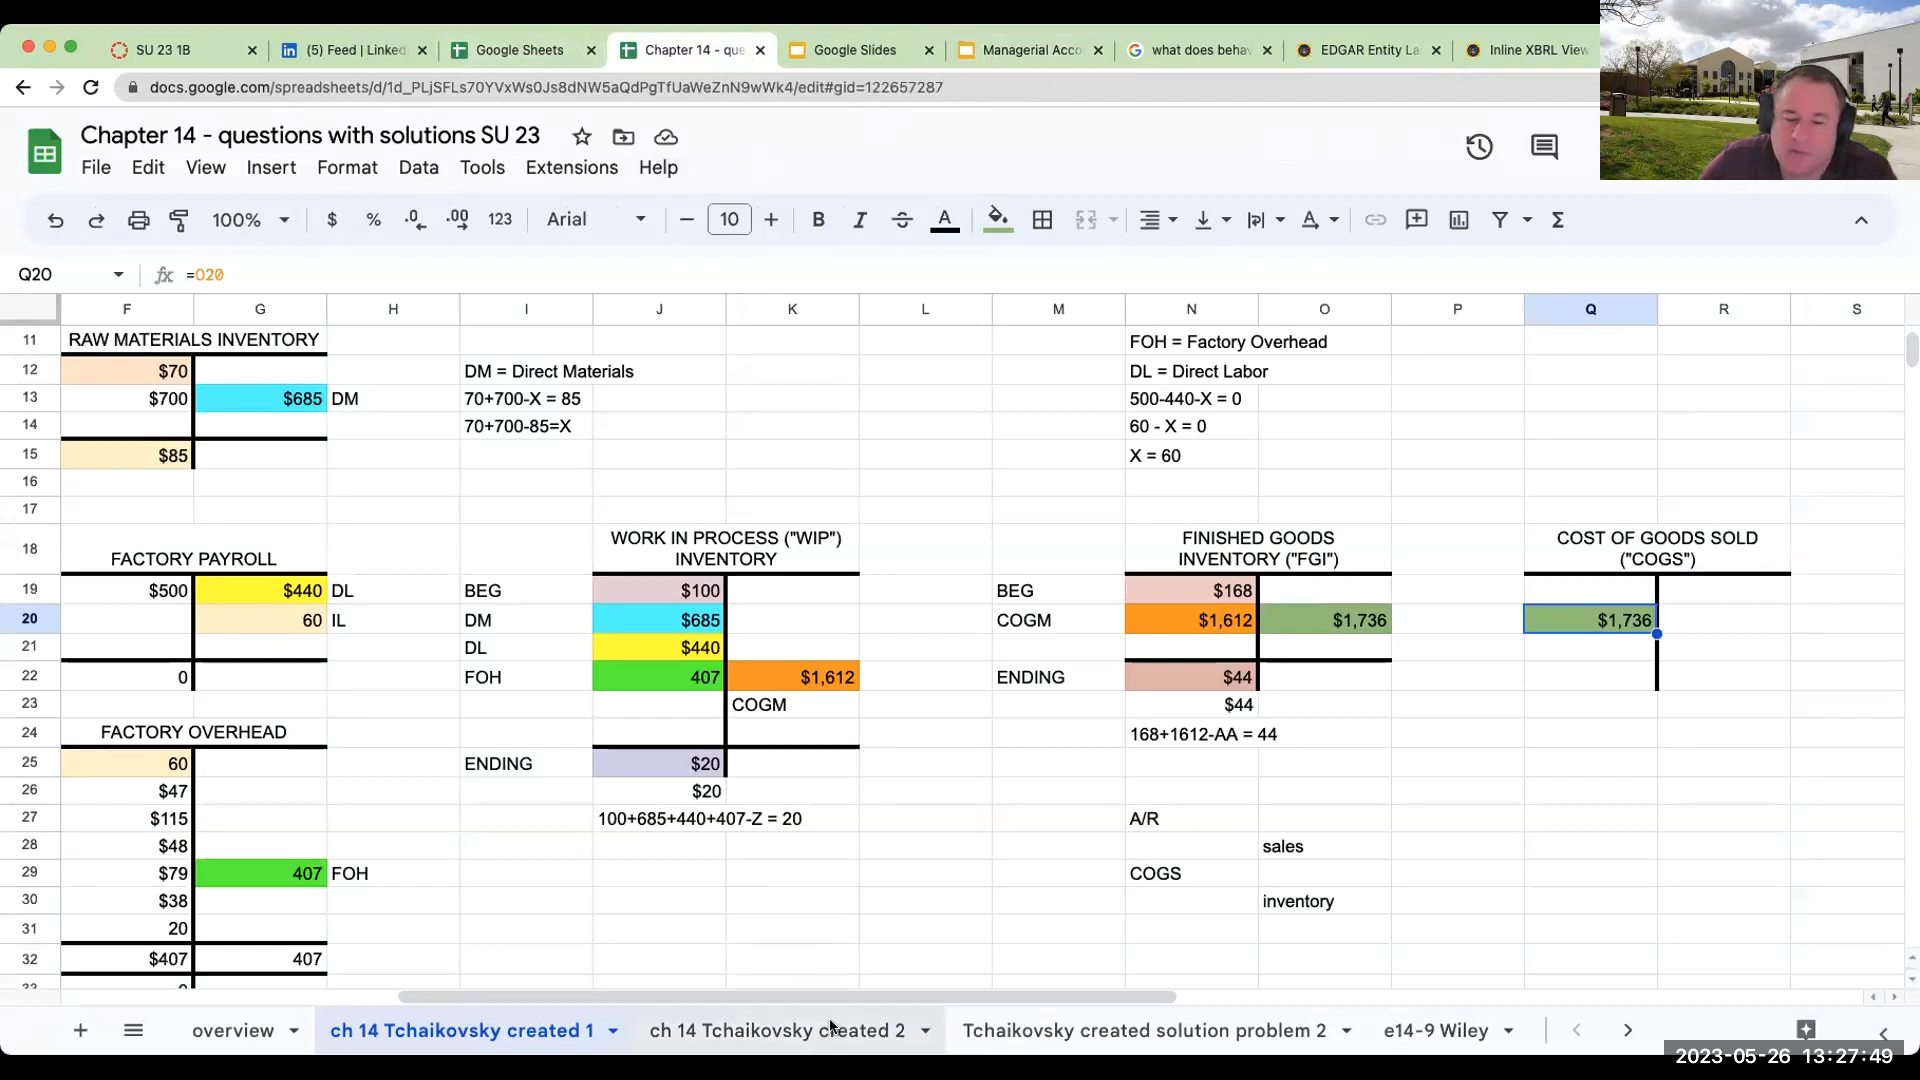 SU 23 1B
(5) Feed | Linked
Google Sheets
Chapter 14 - que
Google Slides
Managerial Acco
what does behav
EDGAR Entity La
Inline XBRL View
docs.google.com/spreadsheets/d/1d_PLjSFLs70YVxWs0Js8dNW5aQdPgTfUaWeZnN9wWk4/edit#gid=122657287
Chapter 14 - questions with solutions SU 23
File Edit View Insert Format Data Tools Extensions Help
100% $ % .0 .00 123 Arial 10 B I A
Q20 fx =O20
F G H I J K L M N O P Q R S
11 RAW MATERIALS INVENTORY FOH = Factory Overhead
12 $70 DM = Direct Materials DL = Direct Labor
13 $700 $685 DM 70+700-X = 85 500-440-X = 0
14 70+700-85=X 60 - X = 0
15 $85 X = 60
16
17
18 FACTORY PAYROLL WORK IN PROCESS ("WIP") INVENTORY FINISHED GOODS INVENTORY ("FGI") COST OF GOODS SOLD ("COGS")
19 $500 $440 DL BEG $100 BEG $168
20 60 IL DM $685 COGM $1,612 $1,736 $1,736
21 DL $440
22 0 FOH 407 $1,612 ENDING $44
23 COGM $44
24 FACTORY OVERHEAD 168+1612-AA = 44
25 60 ENDING $20
26 $47 $20
27 $115 100+685+440+407-Z = 20 A/R
28 $48 sales
29 $79 407 FOH COGS
30 $38 inventory
31 20
32 $407 407
33 0
overview ch 14 Tchaikovsky created 1 ch 14 Tchaikovsky created 2 Tchaikovsky created solution problem 2 e14-9 Wiley
2023-05-26 13:27:49